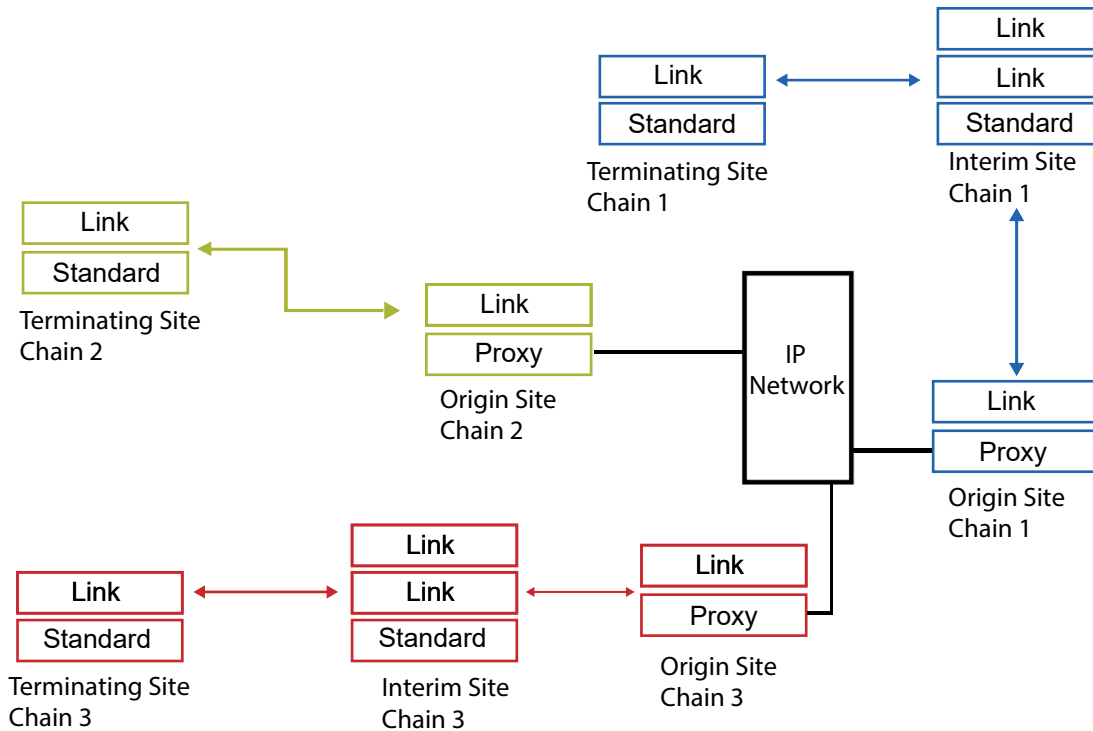 Link
Link
Standard
Interim Site
Chain 1
Link
Standard
Terminating Site
Chain 1
Link
Standard
Terminating Site
Chain 2
Link
Proxy
Origin Site
Chain 2
IP
Network
Link
Proxy
Origin Site
Chain 1
Link
Standard
Terminating Site
Chain 3
Link
Link
Standard
Interim Site
Chain 3
Link
Proxy
Origin Site
Chain 3